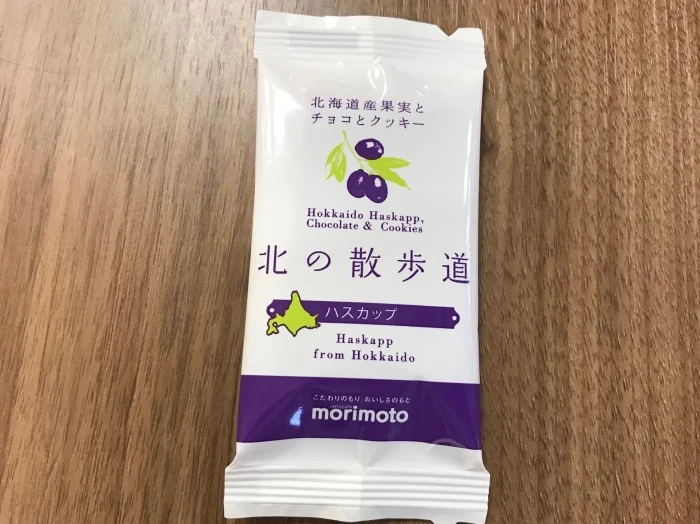 北海道産果実と
チョコとクッキー
Hokkaido Haskapp,
Chocolate & Cookies
北の散歩道
ハスカップ
Haskapp
from Hokkaido
こだわりのもり おいしさのもと
morimoto